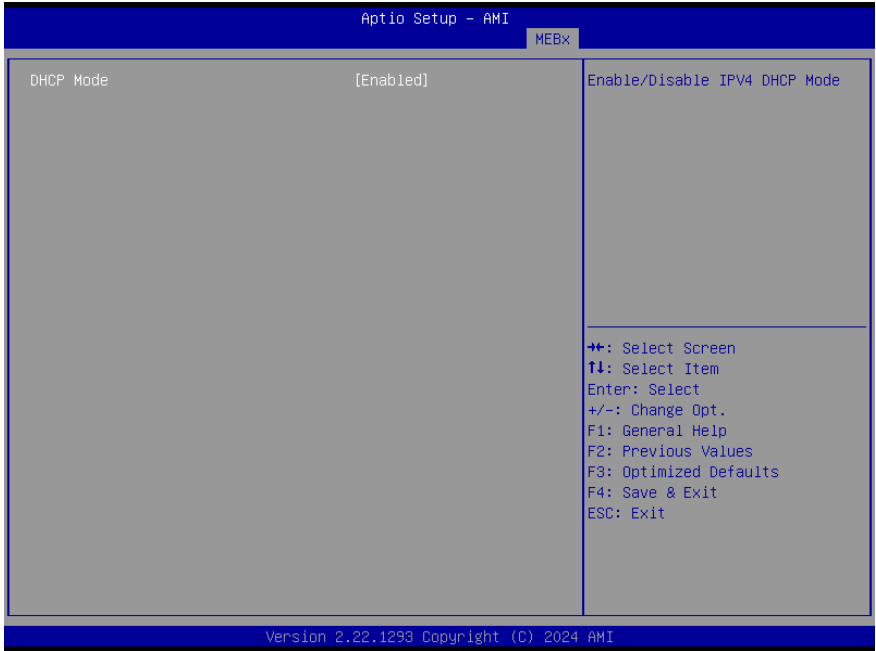 Aptio Setup – AMI
MEBx
DHCP Mode [Enabled]
Enable/Disable IPV4 DHCP Mode
→←: Select Screen
↑↓: Select Item
Enter: Select
+/-: Change Opt.
F1: General Help
F2: Previous Values
F3: Optimized Defaults
F4: Save & Exit
ESC: Exit
Version 2.22.1293 Copyright (C) 2024 AMI